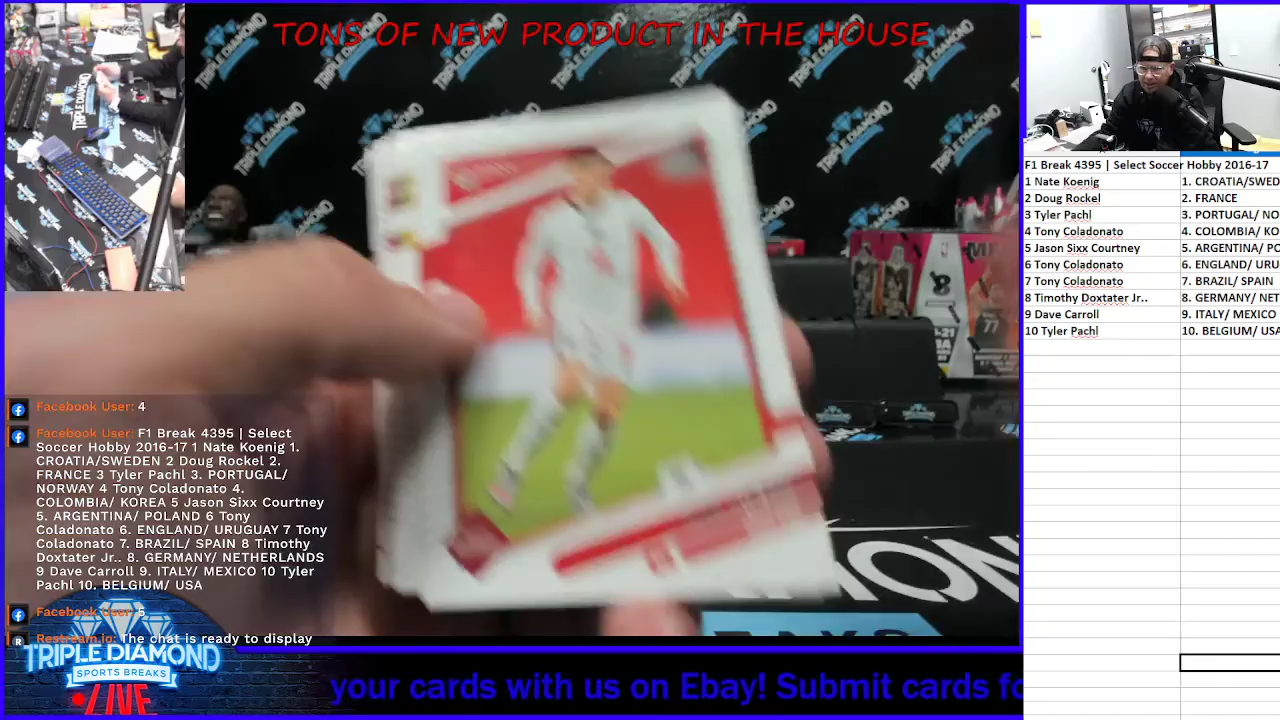 TONS OF NEW PRODUCT IN THE HOUSE
F1 Break 4395 | Select Soccer Hobby 2016-17
1 Nate Koenig 1. CROATIA/SWED
2 Doug Rockel 2. FRANCE
3 Tyler Pachl 3. PORTUGAL/ NO
4 Tony Coladonato 4. COLOMBIA/ KO
5 Jason Sixx Courtney 5. ARGENTINA/ PO
6 Tony Coladonato 6. ENGLAND/ URU
7 Tony Coladonato 7. BRAZIL/ SPAIN
8 Timothy Doxtater Jr.. 8. GERMANY/ NET
9 Dave Carroll 9. ITALY/ MEXICO
10 Tyler Pachl 10. BELGIUM/ USA
TRIPLE DIAMOND
Facebook User: 4
Facebook User: F1 Break 4395 | Select
Soccer Hobby 2016-17 1 Nate Koenig 1.
CROATIA/SWEDEN 2 Doug Rockel 2.
FRANCE 3 Tyler Pachl 3. PORTUGAL/
NORWAY 4 Tony Coladonato 4.
COLOMBIA/ KOREA 5 Jason Sixx Courtney
5. ARGENTINA/ POLAND 6 Tony
Coladonato 6. ENGLAND/ URUGUAY 7 Tony
Coladonato 7. BRAZIL/ SPAIN 8 Timothy
Doxtater Jr.. 8. GERMANY/ NETHERLANDS
9 Dave Carroll 9. ITALY/ MEXICO 10 Tyler
Pachl 10. BELGIUM/ USA
Facebook User: 5
Restream.io: The chat is ready to display
TRIPLE DIAMOND
SPORTS BREAKS
LIVE
your cards with us on Ebay! Submit cards fo